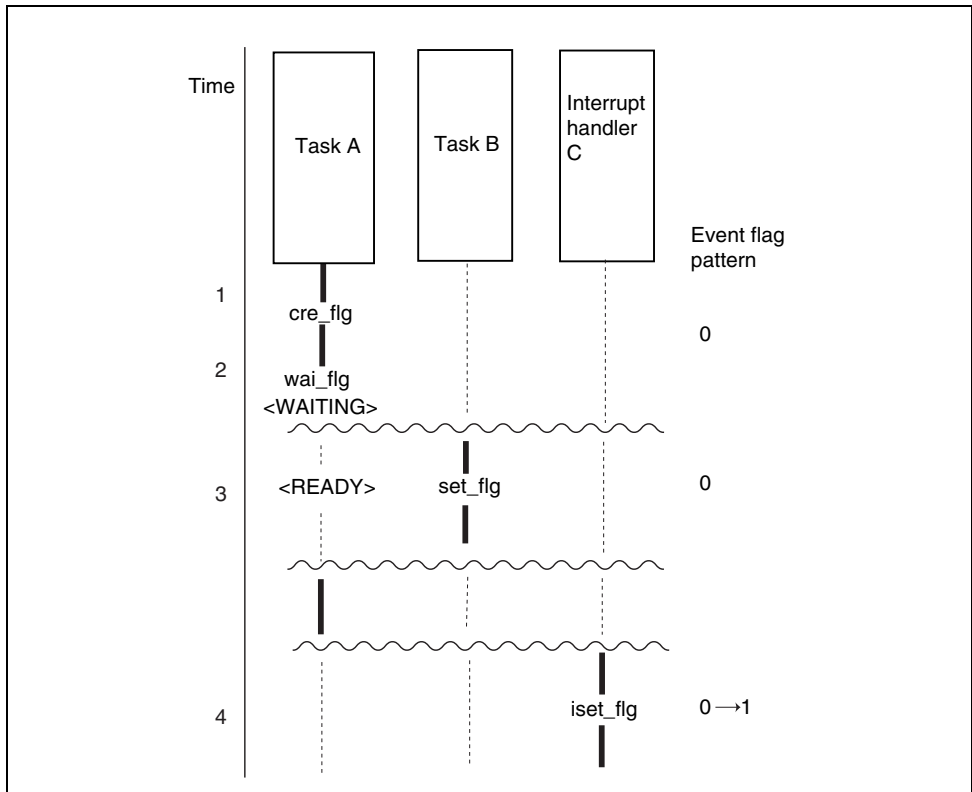 Time
Task A
Task B
Interrupt
handler
C
Event flag
pattern
1
cre_flg
0
2
wai_flg
<WAITING>
3
<READY>
set_flg
0
4
iset_flg
0→1